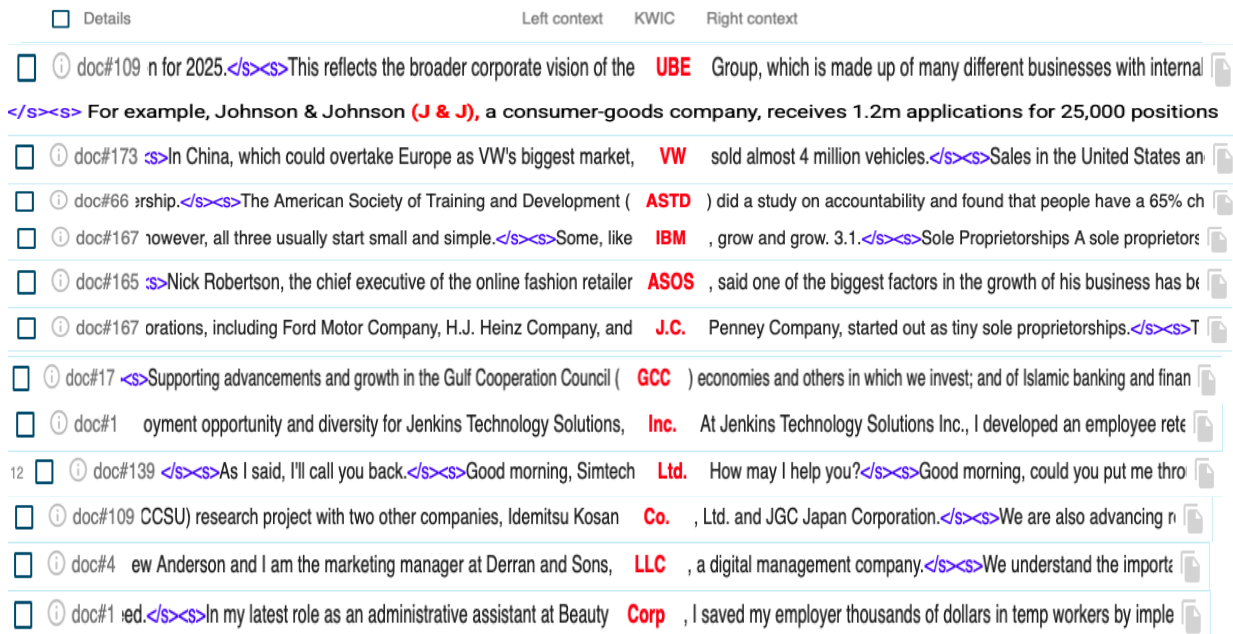 Details Left context KWIC Right context
doc#109 n for 2025.</s><s>This reflects the broader corporate vision of the UBE Group, which is made up of many different businesses with internal
</s><s> For example, Johnson & Johnson (J & J), a consumer-goods company, receives 1.2m applications for 25,000 positions
doc#173 <s>In China, which could overtake Europe as VW's biggest market, VW sold almost 4 million vehicles.</s><s>Sales in the United States an
doc#66 ership.</s><s>The American Society of Training and Development ( ASTD ) did a study on accountability and found that people have a 65% ch
doc#167 however, all three usually start small and simple.</s><s>Some, like IBM , grow and grow. 3.1.</s><s>Sole Proprietorships A sole proprietors
doc#165 s>Nick Robertson, the chief executive of the online fashion retailer ASOS , said one of the biggest factors in the growth of his business has be
doc#167 orations, including Ford Motor Company, H.J. Heinz Company, and J.C. Penney Company, started out as tiny sole proprietorships.</s><s>T
doc#17 <s>Supporting advancements and growth in the Gulf Cooperation Council ( GCC ) economies and others in which we invest; and of Islamic banking and finan
doc#1 oyment opportunity and diversity for Jenkins Technology Solutions, Inc. At Jenkins Technology Solutions Inc., I developed an employee rete
12 doc#139 </s><s>As I said, I'll call you back.</s><s>Good morning, Simtech Ltd. How may I help you?</s><s>Good morning, could you put me thro
doc#109 CCSU) research project with two other companies, Idemitsu Kosan Co. , Ltd. and JGC Japan Corporation.</s><s>We are also advancing r
doc#4 ew Anderson and I am the marketing manager at Derran and Sons, LLC , a digital management company.</s><s>We understand the importa
doc#1 ed.</s><s>In my latest role as an administrative assistant at Beauty Corp , I saved my employer thousands of dollars in temp workers by imple